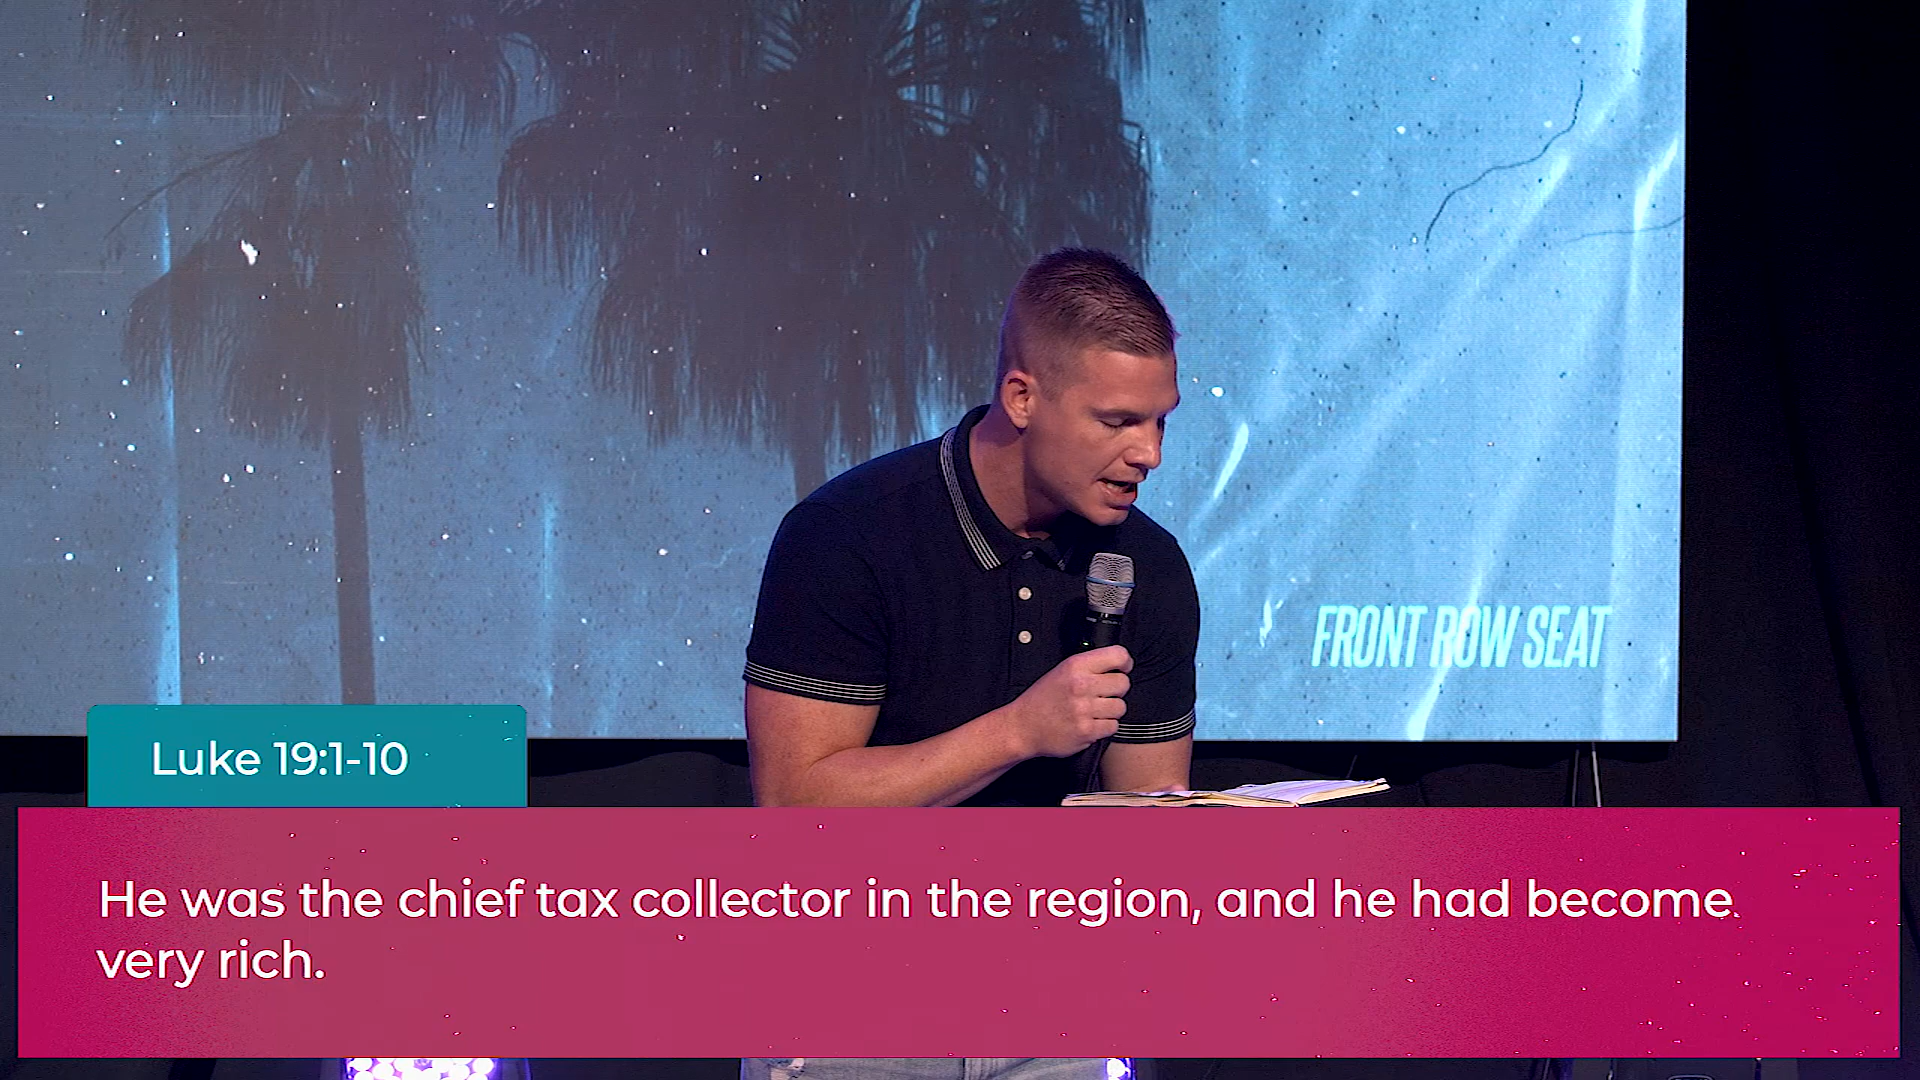 FRONT ROW SEAT
Luke 19:1-10
He was the chief tax collector in the region, and he had become
very rich.